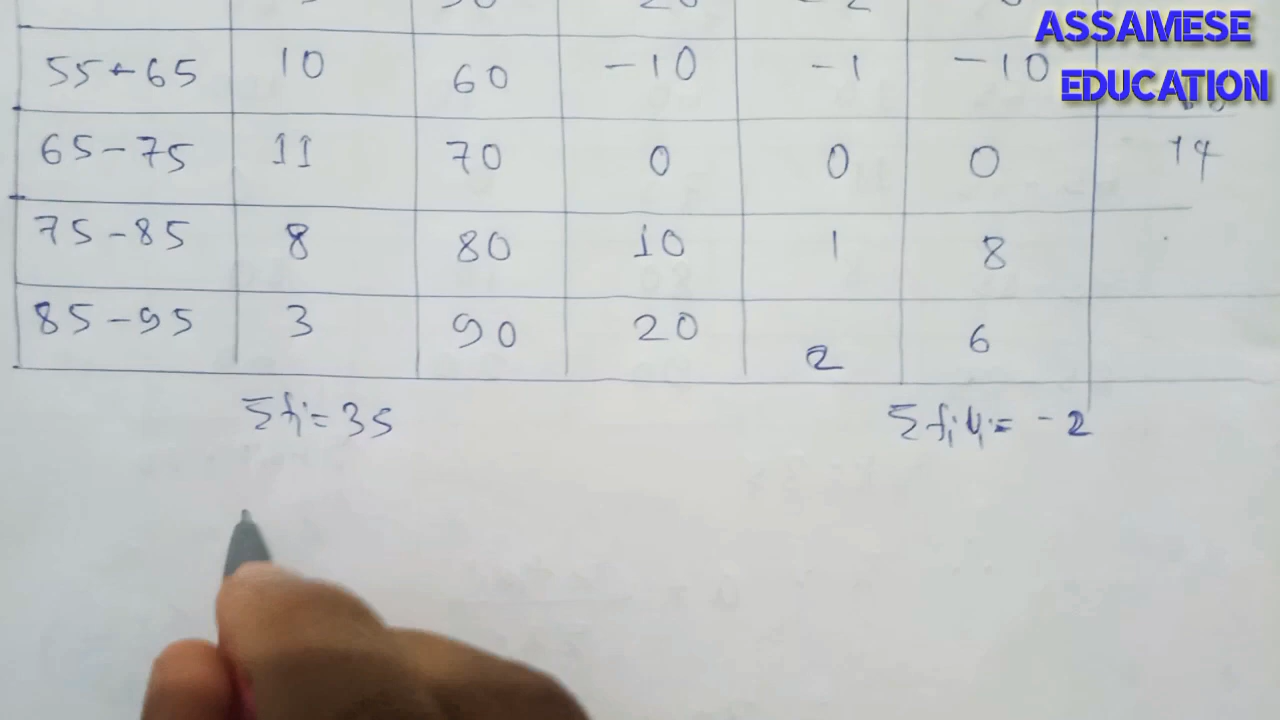 ASSAMESE
EDUCATION
55-65 10 60 -10 -1 -10
65-75 11 70 0 0 0 14
75-85 8 80 10 1 8
85-95 3 90 20 2 6
Σfi = 35 Σfiui = -2